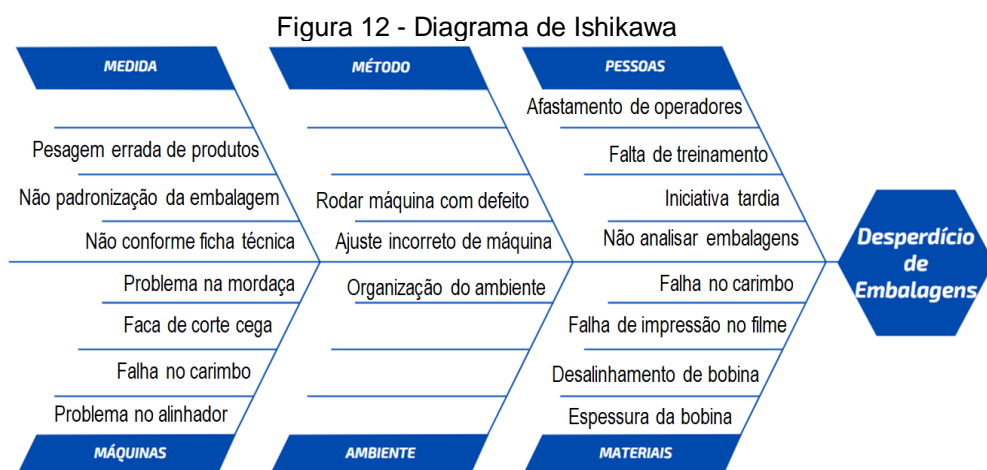 Figura 12 - Diagrama de Ishikawa
MEDIDA
MÉTODO
PESSOAS
Afastamento de operadores
Pesagem errada de produtos
Falta de treinamento
Não padronização da embalagem
Rodar máquina com defeito
Iniciativa tardia
Não conforme ficha técnica
Ajuste incorreto de máquina
Não analisar embalagens
Desperdício
de
Embalagens
Problema na mordaça
Organização do ambiente
Falha no carimbo
Faca de corte cega
Falha de impressão no filme
Falha no carimbo
Desalinhamento de bobina
Problema no alinhador
Espessura da bobina
MÁQUINAS
AMBIENTE
MATERIAIS